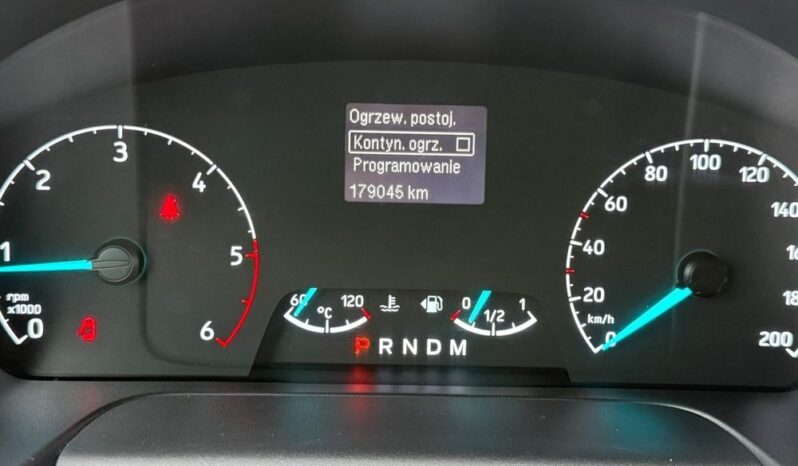 Ogrzew. postoj.
Kontyn. ogrz.
Programowanie
179045 km
0 1 2 3 4 5 6
rpm
x1000
60 120
°C
0 1/2 1
P R N D M
0 20 40 60 80 100 120 140 200
km/h